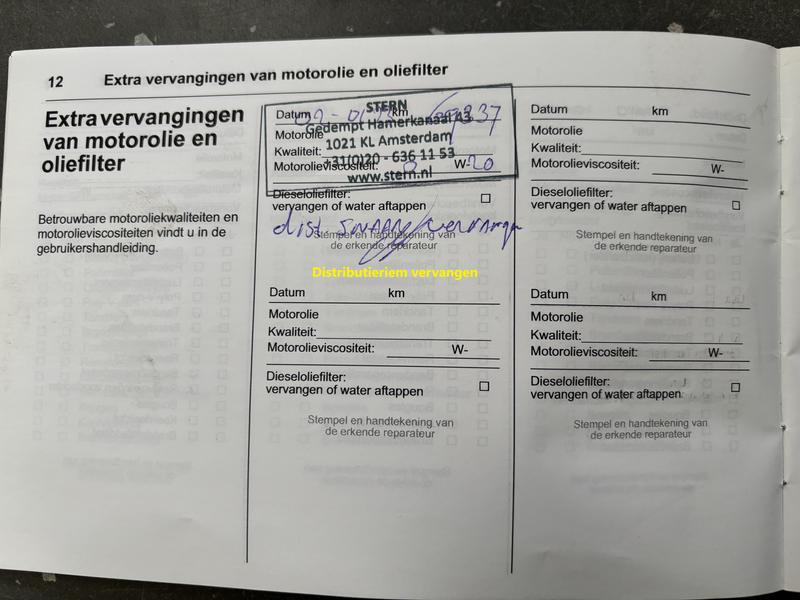 12 Extra vervangingen van motorolie en oliefilter
Extra vervangingen
van motorolie en
oliefilter
Betrouwbare motoroliekwaliteiten en
motorolieviscositeiten vindt u in de
gebruikershandleiding.
Datum km
STERN
Motorolie
Gedempt Hamerkanaal
Kwaliteit:
1021 KL Amsterdam
+31(0)20 - 636 11 53
Motorolieviscositeit: 0 W- 20
www.stern.nl
Dieseloliefilter:
vervangen of water aftappen
dist vervangen
Stempel en handtekening van
de erkende reparateur
Distributieriem vervangen
Datum km
Motorolie
Kwaliteit:
Motorolieviscositeit: W-
Dieseloliefilter:
vervangen of water aftappen
Stempel en handtekening van
de erkende reparateur
Datum km
Motorolie
Kwaliteit:
Motorolieviscositeit: W-
Dieseloliefilter:
vervangen of water aftappen
Stempel en handtekening van
de erkende reparateur
Datum km
Motorolie
Kwaliteit:
Motorolieviscositeit: W-
Dieseloliefilter:
vervangen of water aftappen
Stempel en handtekening van
de erkende reparateur